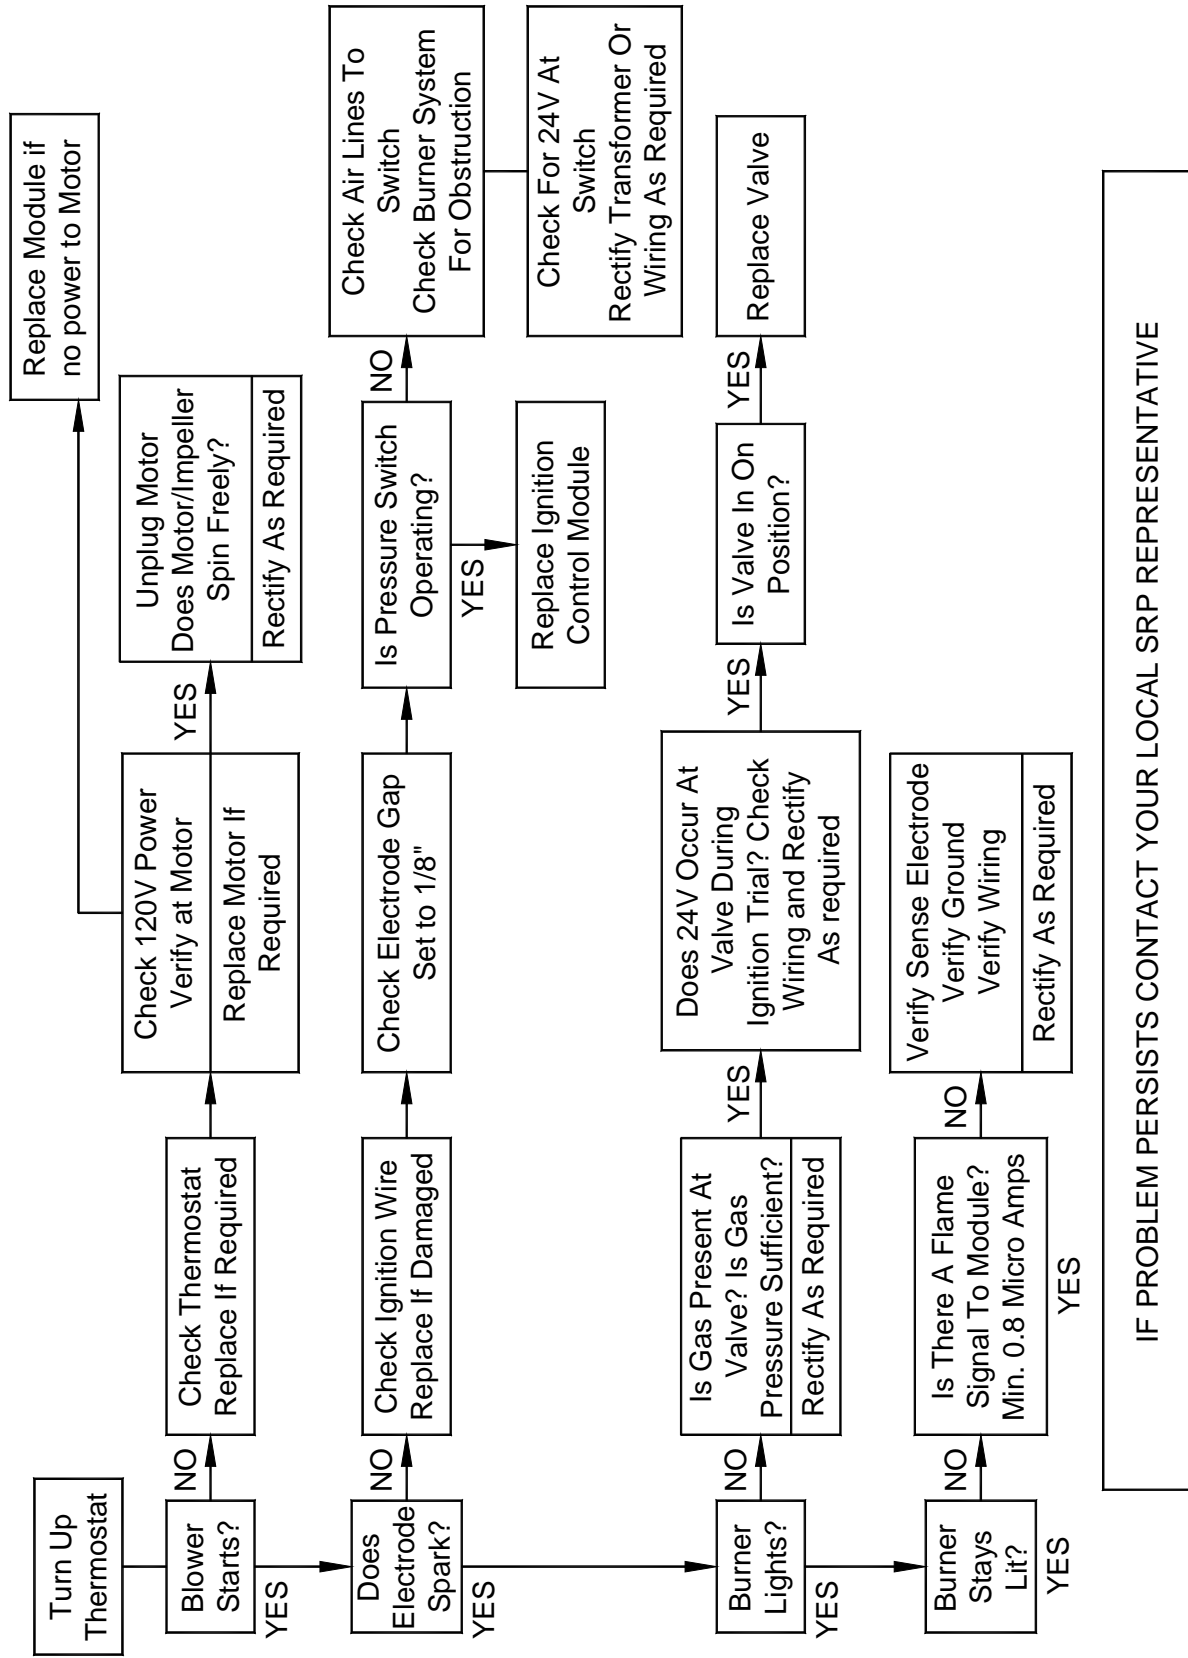 Turn Up
Thermostat
Blower
Starts?
NO
YES
Check Thermostat
Replace If Required
Check 120V Power
Verify at Motor
Replace Motor If
Required
YES
Unplug Motor
Does Motor/Impeller
Spin Freely?
Rectify As Required
Replace Module if
no power to Motor
Does
Electrode
Spark?
NO
YES
Check Ignition Wire
Replace If Damaged
Check Electrode Gap
Set to 1/8"
Is Pressure Switch
Operating?
NO
YES
Check Air Lines To
Switch
Check Burner System
For Obstruction
Replace Ignition
Control Module
Check For 24V At
Switch
Rectify Transformer Or
Wiring As Required
Burner
Lights?
NO
YES
Is Gas Present At
Valve? Is Gas
Pressure Sufficient?
Rectify As Required
YES
Does 24V Occur At
Valve During
Ignition Trial? Check
Wiring and Rectify
As required
YES
Is Valve In On
Position?
YES
Replace Valve
Burner
Stays
Lit?
NO
YES
Is There A Flame
Signal To Module?
Min. 0.8 Micro Amps
NO
YES
Verify Sense Electrode
Verify Ground
Verify Wiring
Rectify As Required
IF PROBLEM PERSISTS CONTACT YOUR LOCAL SRP REPRESENTATIVE